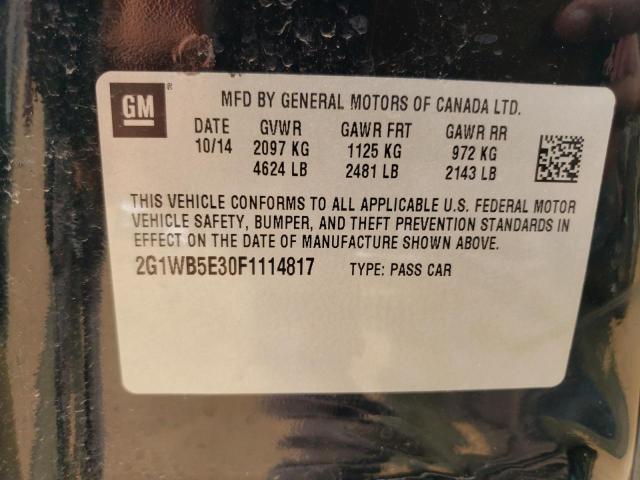 GM
MFD BY GENERAL MOTORS OF CANADA LTD.
DATE GVWR GAWR FRT GAWR RR
10/14 2097 KG 1125 KG 972 KG
4624 LB 2481 LB 2143 LB
THIS VEHICLE CONFORMS TO ALL APPLICABLE U.S. FEDERAL MOTOR
VEHICLE SAFETY, BUMPER, AND THEFT PREVENTION STANDARDS IN
EFFECT ON THE DATE OF MANUFACTURE SHOWN ABOVE.
2G1WB5E30F1114817 TYPE: PASS CAR